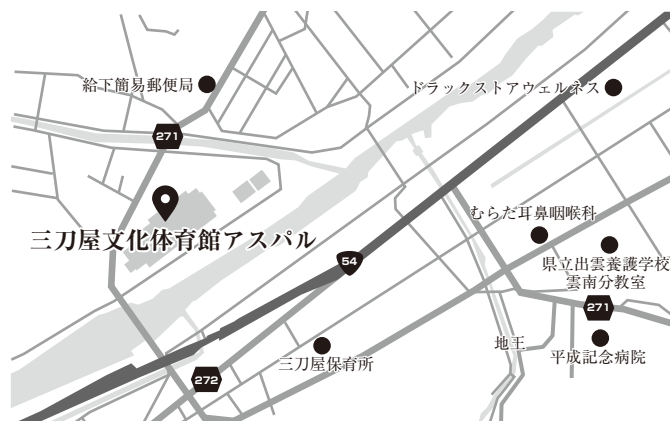 給下簡易郵便局
ドラックストアウェルネス
271
むらだ耳鼻咽喉科
三刀屋文化体育館アスパル
県立出雲養護学校
雲南分教室
54
271
地王
平成記念病院
三刀屋保育所
272